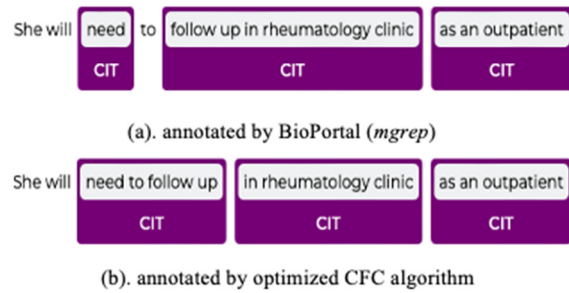 She will need to follow up in rheumatology clinic as an outpatient
CIT CIT CIT
(a). annotated by BioPortal (mgrep)
She will need to follow up in rheumatology clinic as an outpatient
CIT CIT CIT
(b). annotated by optimized CFC algorithm